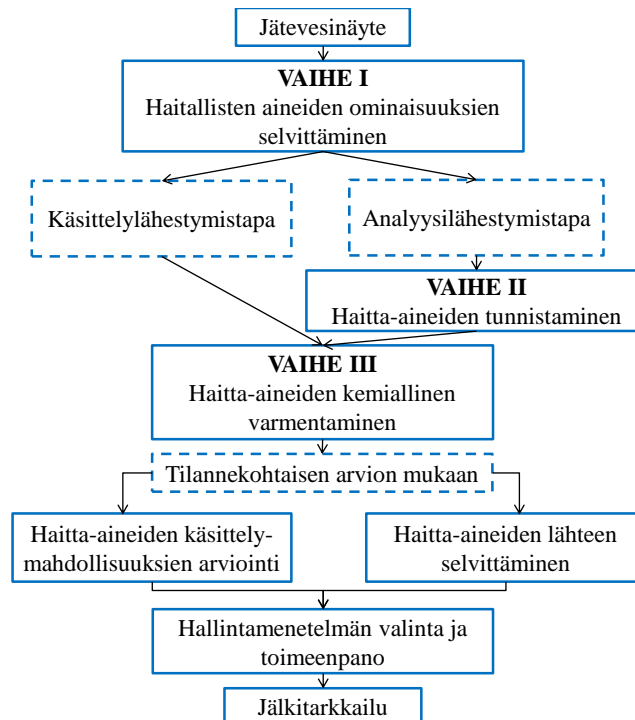 Jätevesinäyte
VAIHE I
Haitallisten aineiden ominaisuuksien
selvittäminen
Käsittelylähestymistapa
Analyysilähestymistapa
VAIHE II
Haitta-aineiden tunnistaminen
VAIHE III
Haitta-aineiden kemiallinen
varmentaminen
Tilannekohtaisen arvion mukaan
Haitta-aineiden käsittely-
mahdollisuuksien arviointi
Haitta-aineiden lähteen
selvittäminen
Hallintamenetelmän valinta ja
toimeenpano
Jälkitarkkailu